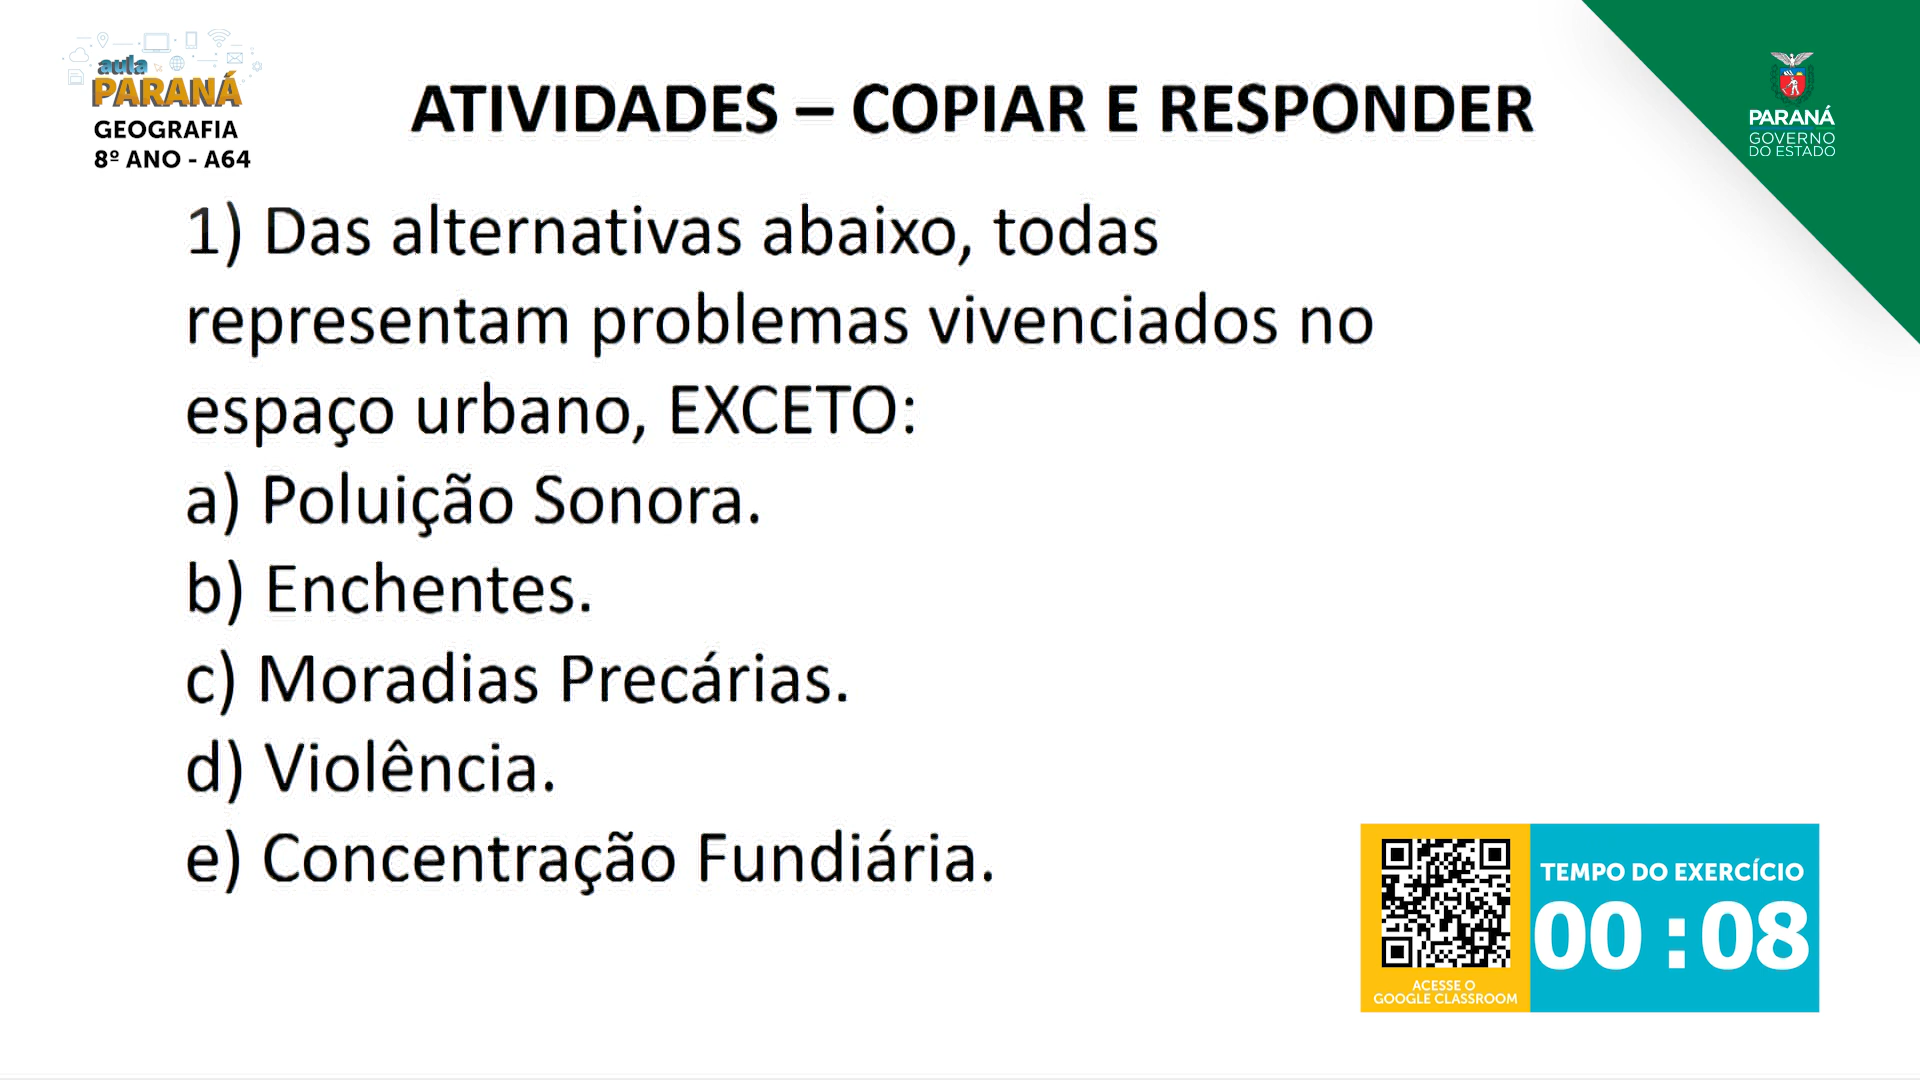 aula
PARANÁ
GEOGRAFIA
8º ANO - A64
ATIVIDADES – COPIAR E RESPONDER
PARANÁ
GOVERNO
DO ESTADO
1) Das alternativas abaixo, todas
representam problemas vivenciados no
espaço urbano, EXCETO:
a) Poluição Sonora.
b) Enchentes.
c) Moradias Precárias.
d) Violência.
e) Concentração Fundiária.
ACESSE O
GOOGLE CLASSROOM
TEMPO DO EXERCÍCIO
00 : 08